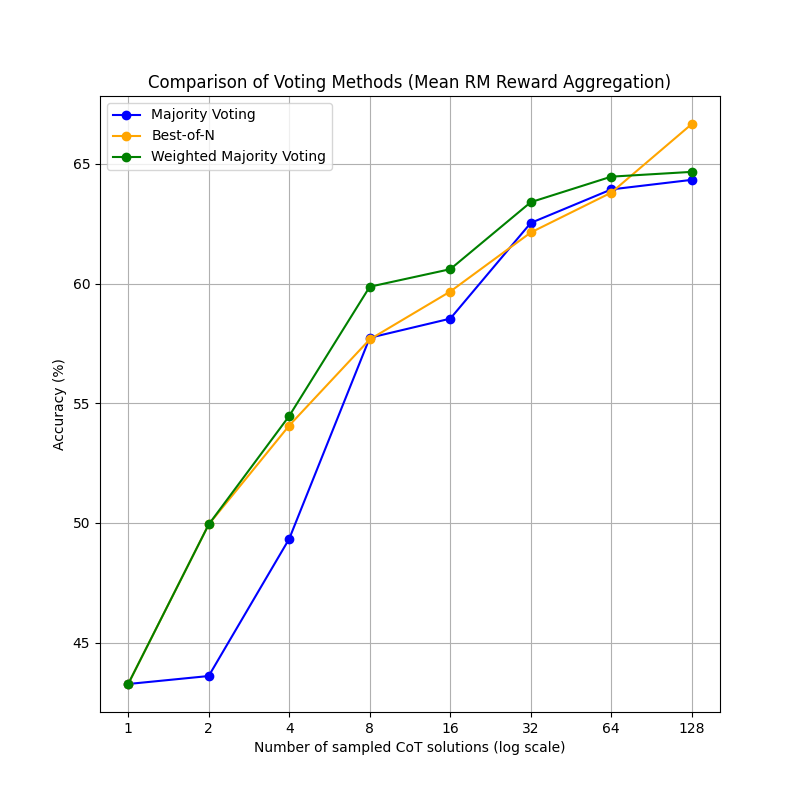 Comparison of Voting Methods (Mean RM Reward Aggregation)
Majority Voting
Best-of-N
Weighted Majority Voting
Accuracy (%)
65
60
55
50
45
1 2 4 8 16 32 64 128
Number of sampled CoT solutions (log scale)